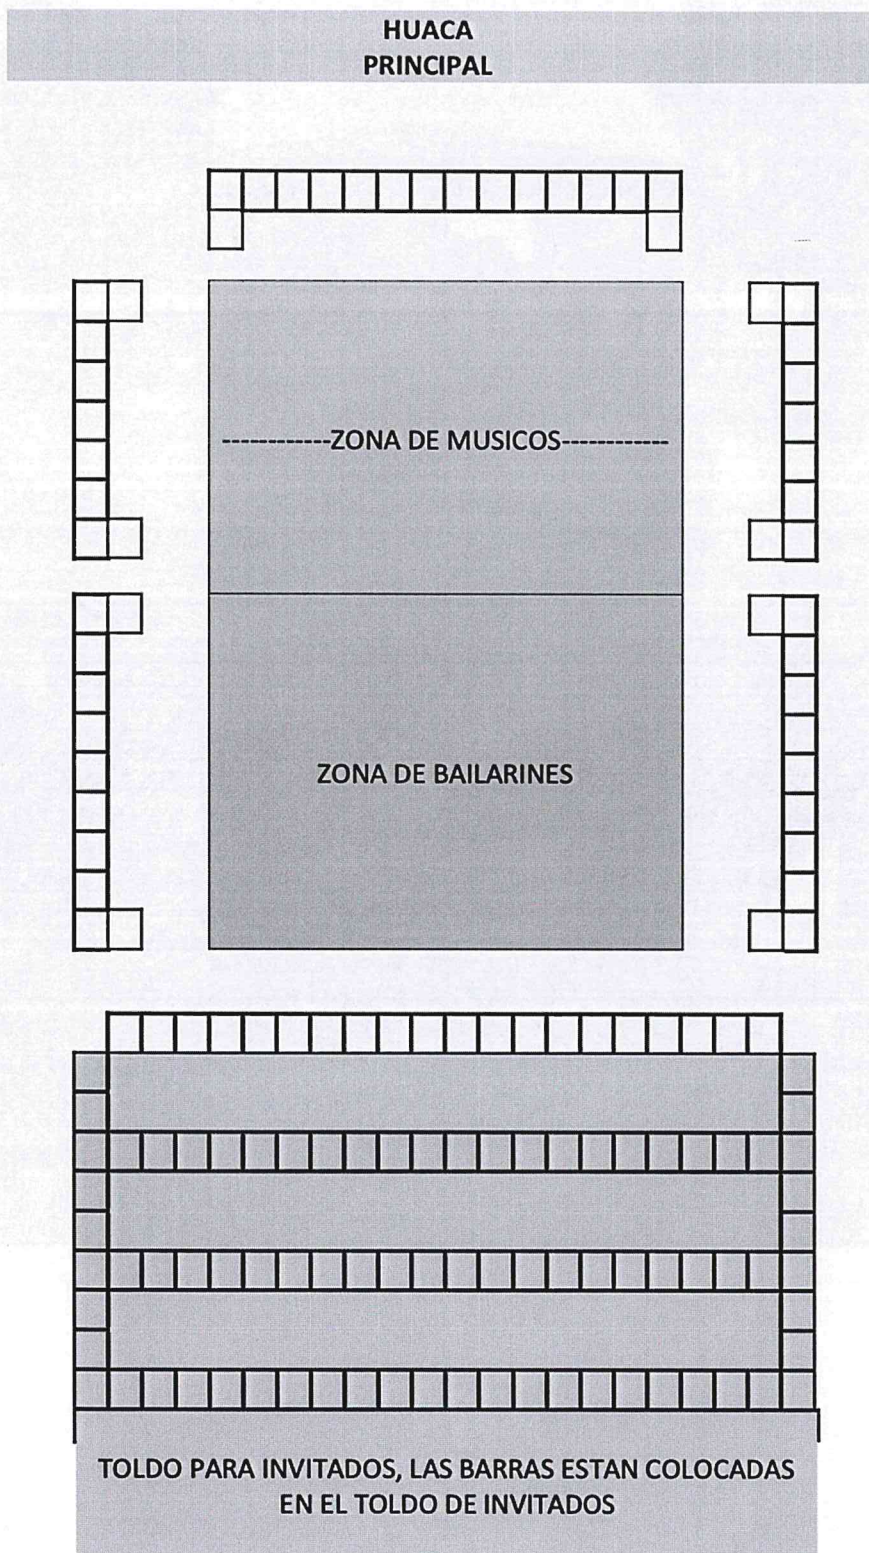 HUACA
PRINCIPAL
-----------ZONA DE MUSICOS-----------
ZONA DE BAILARINES
TOLDO PARA INVITADOS, LAS BARRAS ESTAN COLOCADAS
EN EL TOLDO DE INVITADOS